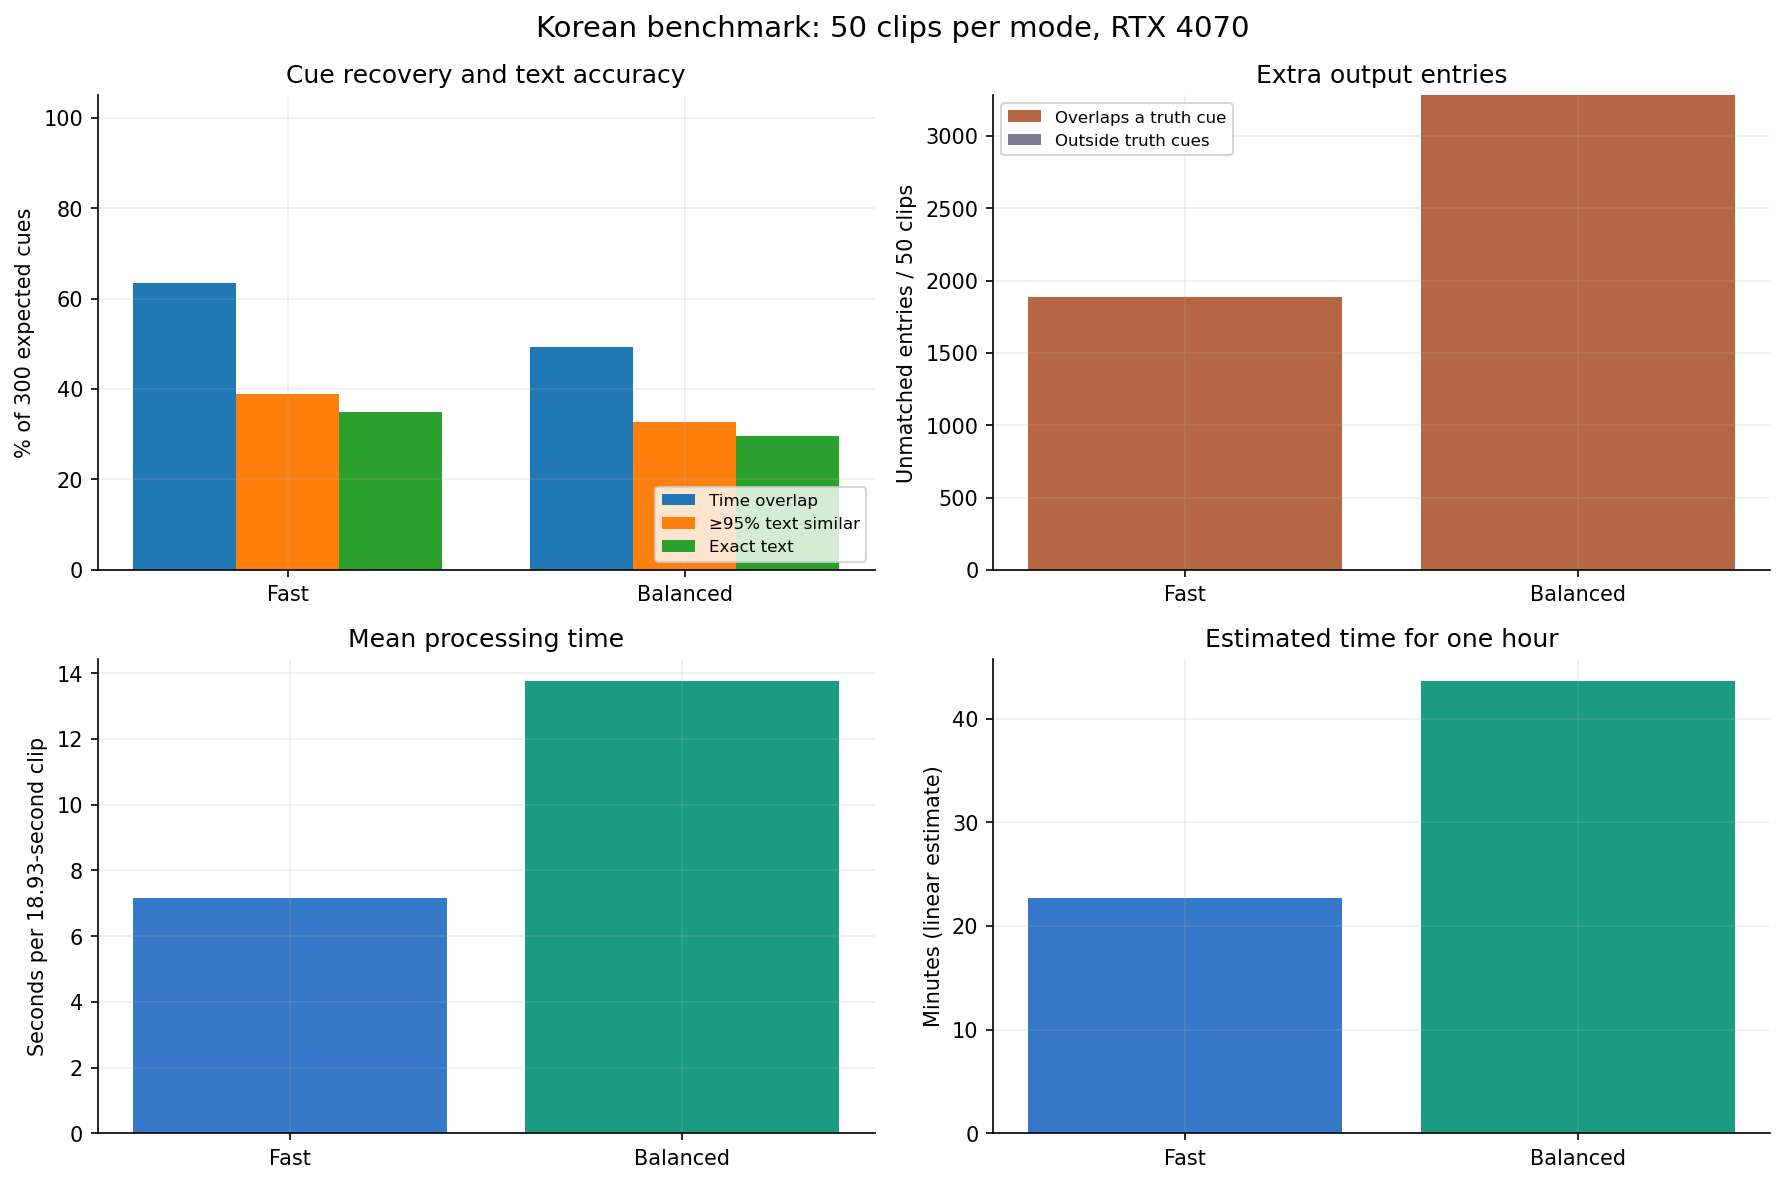 Korean benchmark: 50 clips per mode, RTX 4070
Cue recovery and text accuracy
% of 300 expected cues
100
80
60
40
20
0
Time overlap
≥95% text similar
Exact text
Fast
Balanced
Extra output entries
Unmatched entries / 50 clips
3000
2500
2000
1500
1000
500
0
Overlaps a truth cue
Outside truth cues
Fast
Balanced
Mean processing time
Seconds per 18.93-second clip
14
12
10
8
6
4
2
0
Fast
Balanced
Estimated time for one hour
Minutes (linear estimate)
40
30
20
10
0
Fast
Balanced